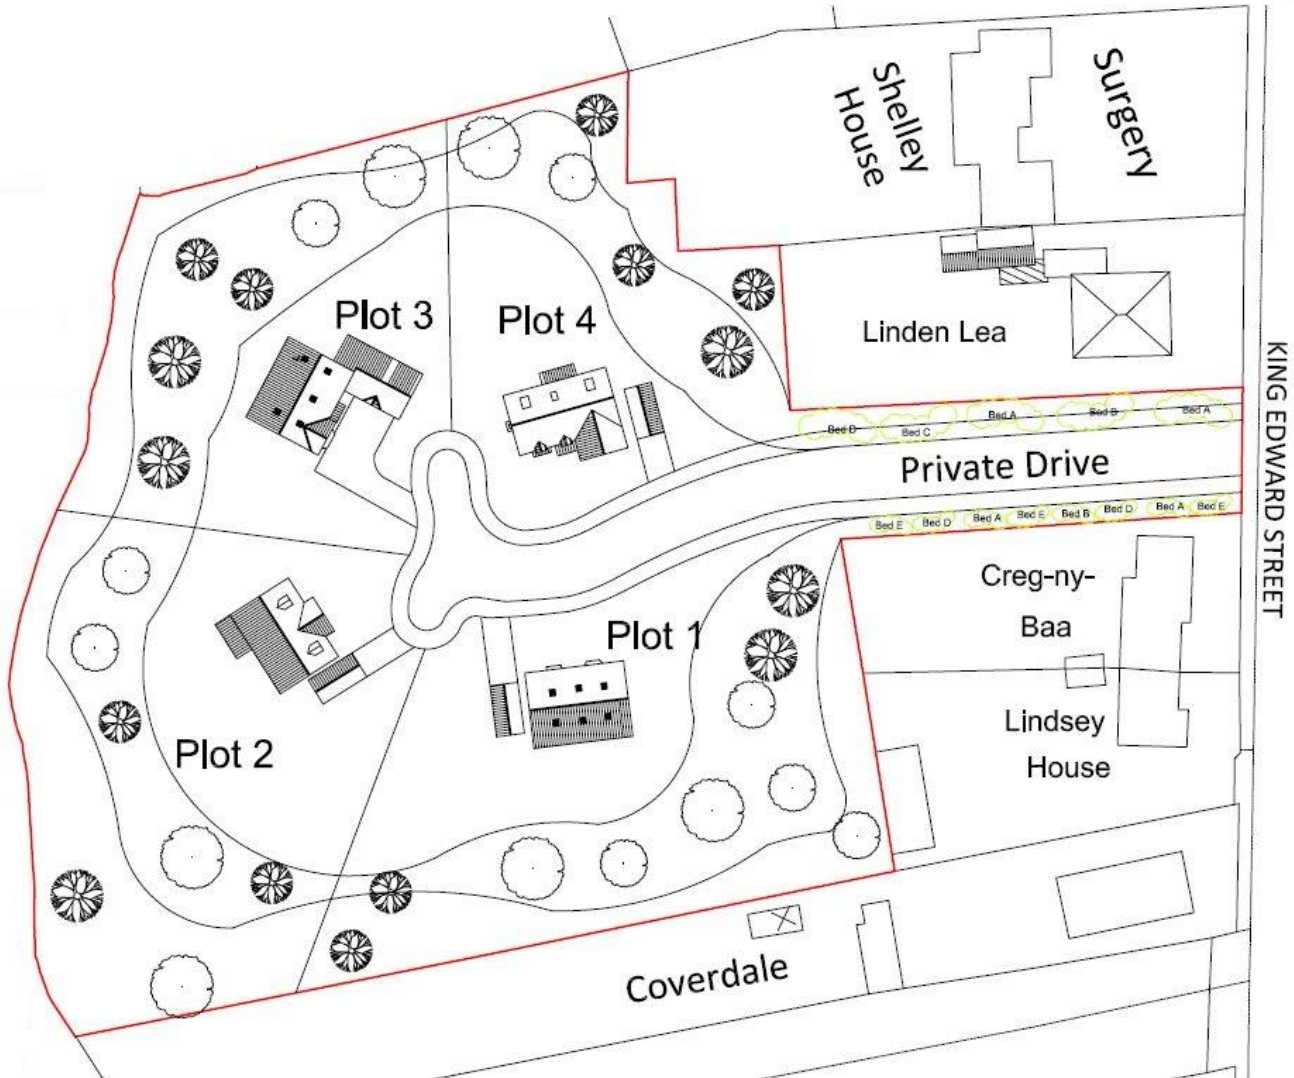 Shelley
House
Surgery
Plot 3
Plot 4
Linden Lea
KING EDWARD STREET
Bed D
Bed C
Bed A
Bed B
Bed A
Private Drive
Bed E
Bed D
Bed A
Bed E
Bed B
Bed D
Bed A
Bed E
Creg-ny-
Baa
Plot 1
Lindsey
House
Plot 2
Coverdale